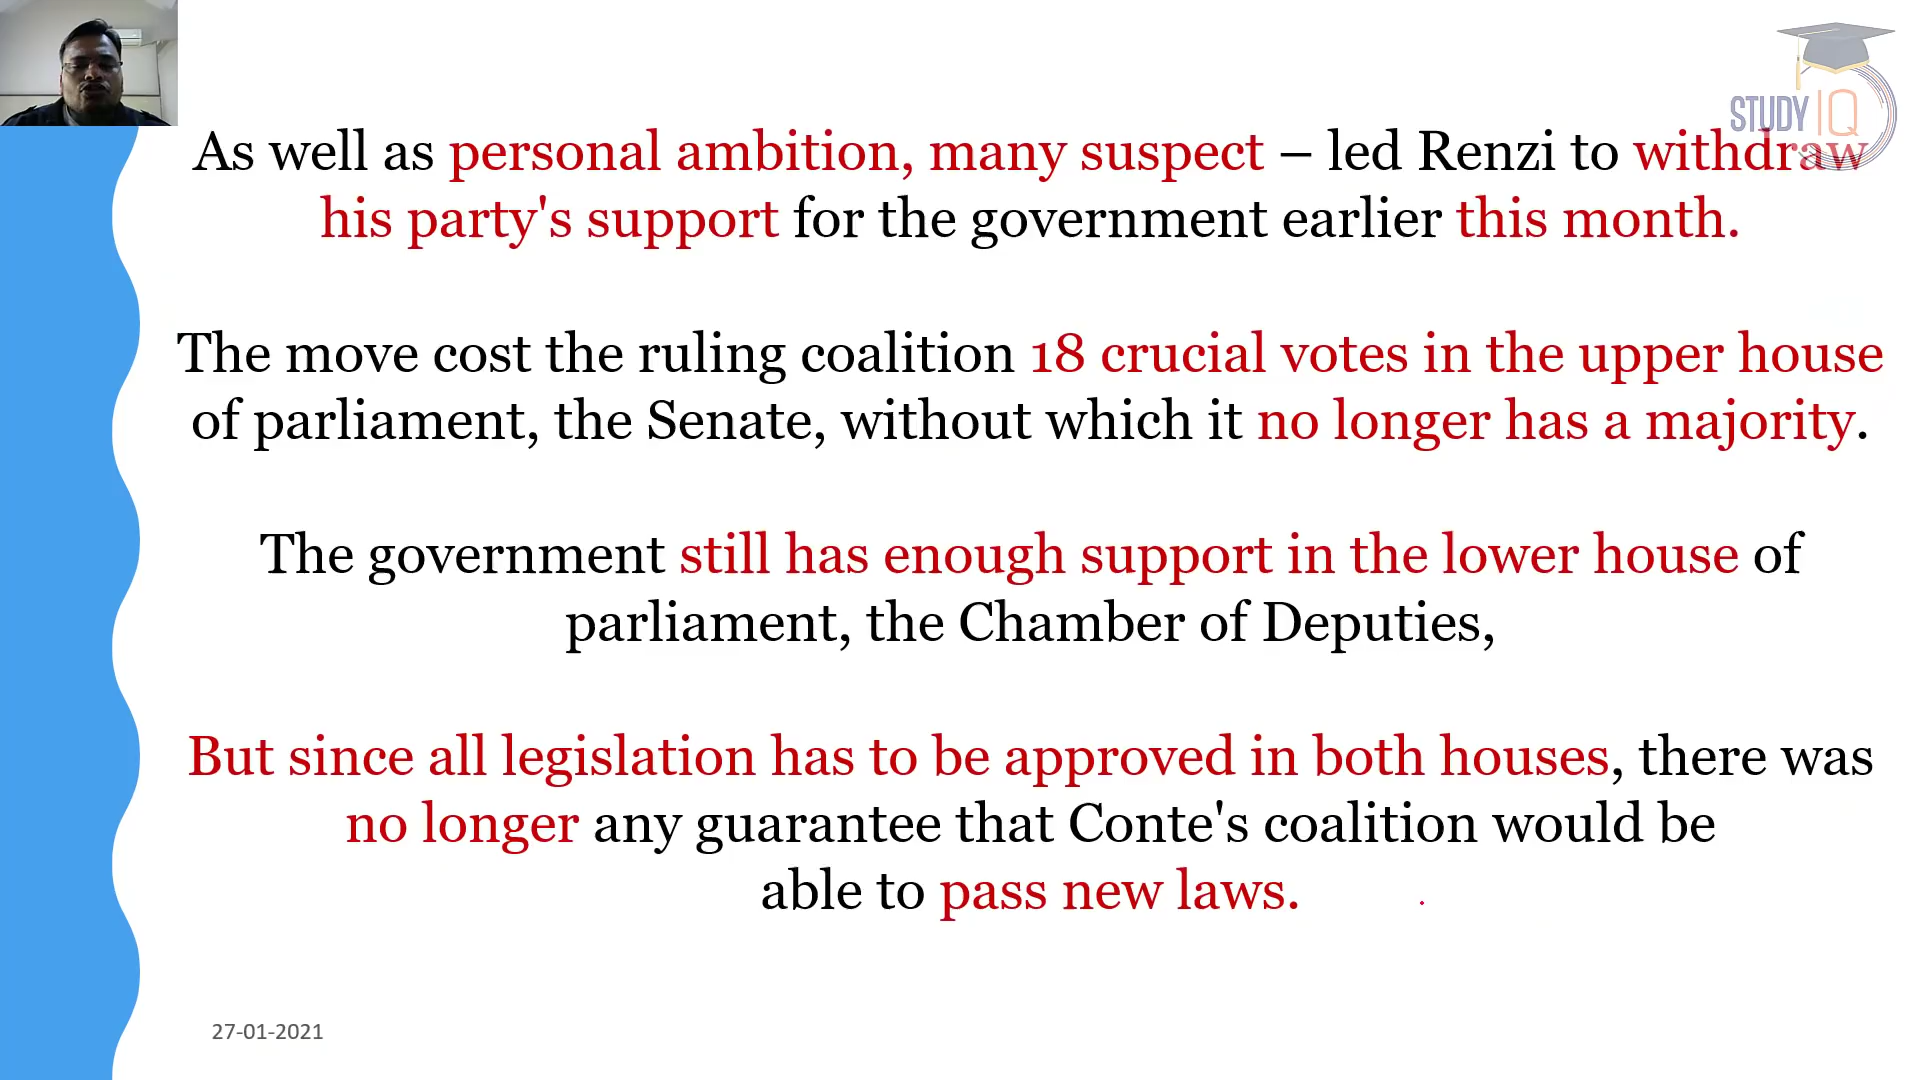 STUDY IQ
As well as personal ambition, many suspect – led Renzi to withdraw
his party's support for the government earlier this month.
The move cost the ruling coalition 18 crucial votes in the upper house
of parliament, the Senate, without which it no longer has a majority.
The government still has enough support in the lower house of
parliament, the Chamber of Deputies,
But since all legislation has to be approved in both houses, there was
no longer any guarantee that Conte's coalition would be
able to pass new laws.
27-01-2021